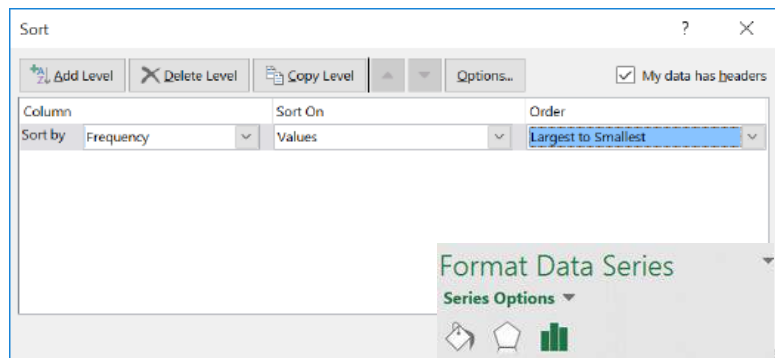 Sort ? ×
Add Level Delete Level Copy Level Options... My data has headers
Column Sort On Order
Sort by Frequency Values Largest to Smallest
Format Data Series
Series Options